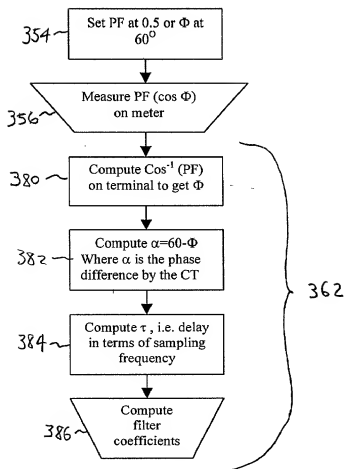 354
Set PF at 0.5 or Φ at
60°
356
Measure PF (cos Φ)
on meter
380
Compute Cos⁻¹ (PF)
on terminal to get Φ
382
Compute α=60-Φ
Where α is the phase
difference by the CT
362
384
Compute τ , i.e. delay
in terms of sampling
frequency
386
Compute
filter
coefficients